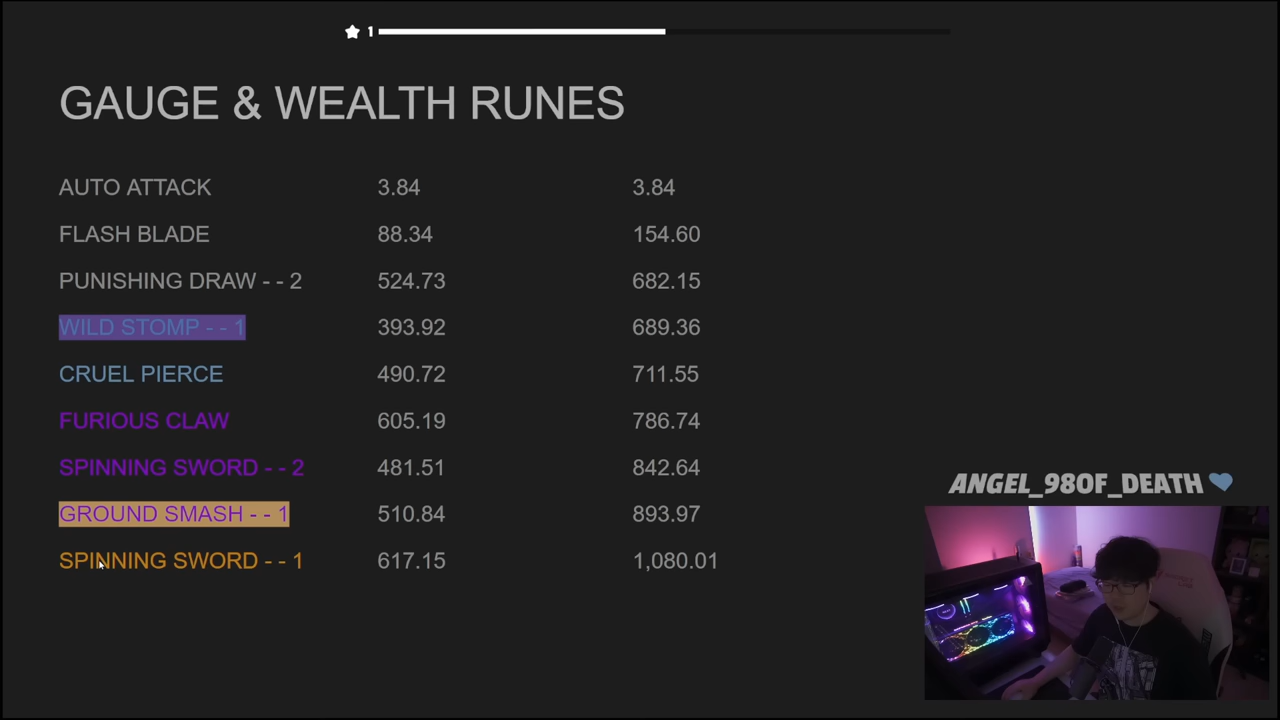 1
GAUGE & WEALTH RUNES
AUTO ATTACK 3.84 3.84
FLASH BLADE 88.34 154.60
PUNISHING DRAW - - 2 524.73 682.15
WILD STOMP - - 1 393.92 689.36
CRUEL PIERCE 490.72 711.55
FURIOUS CLAW 605.19 786.74
SPINNING SWORD - - 2 481.51 842.64
GROUND SMASH - - 1 510.84 893.97
SPINNING SWORD - - 1 617.15 1,080.01
ANGEL_98OF_DEATH